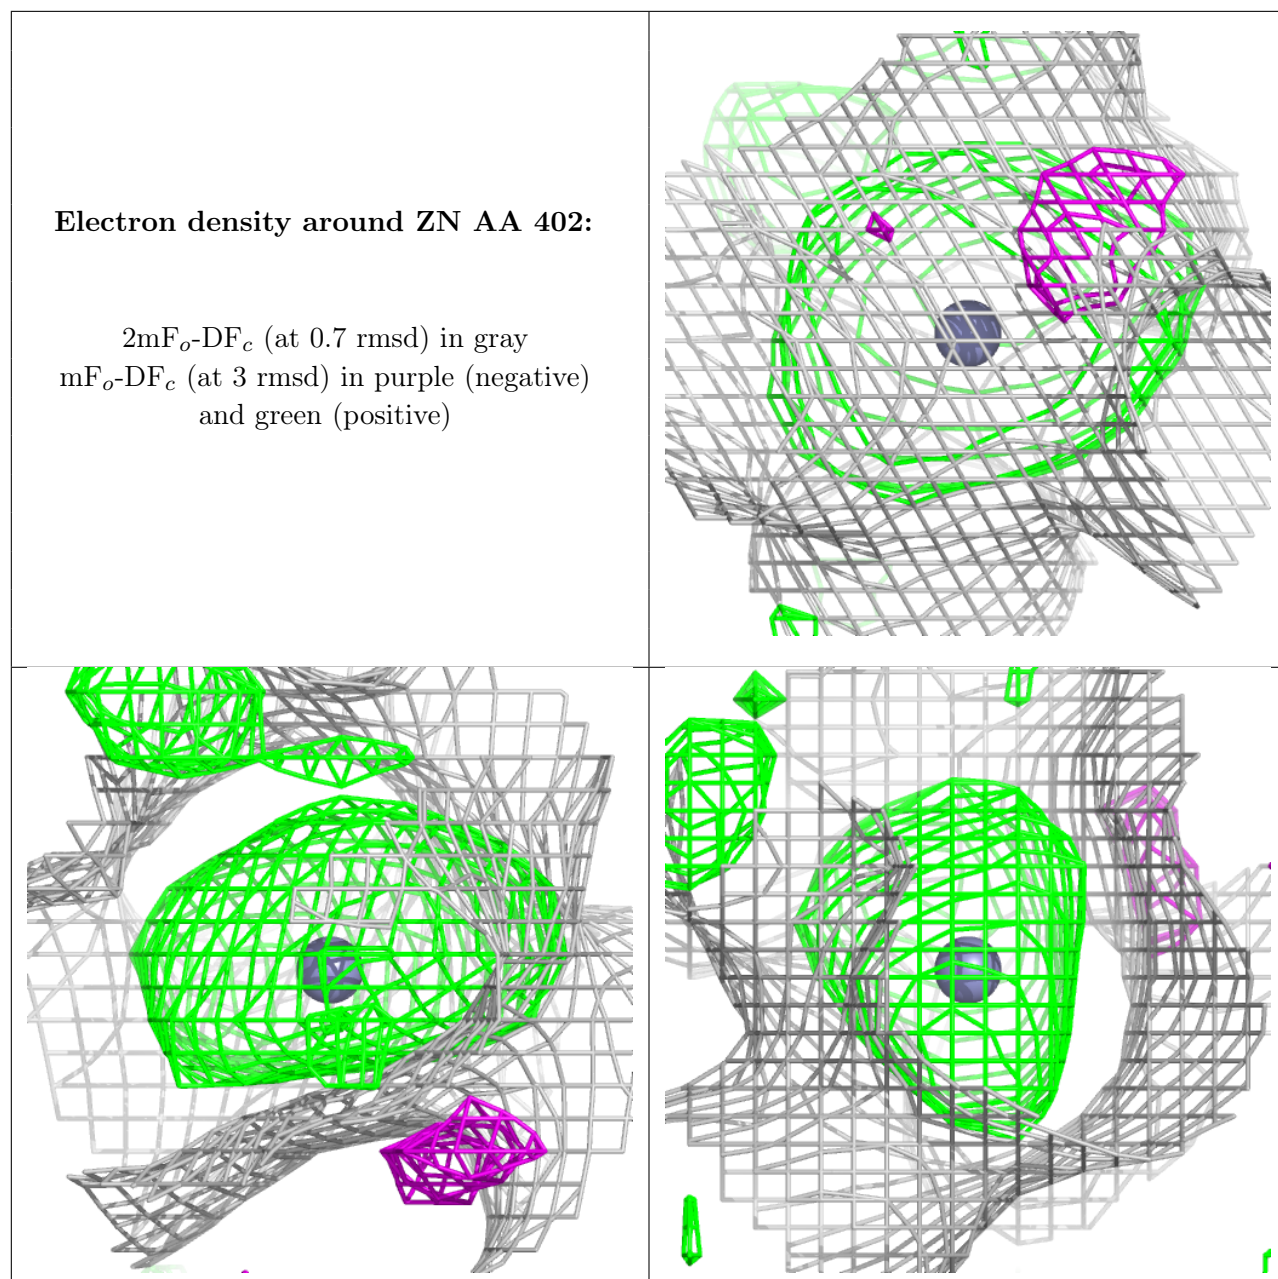 Electron density around ZN AA 402:
2mFo-DFc (at 0.7 rmsd) in gray
mFo-DFc (at 3 rmsd) in purple (negative)
and green (positive)